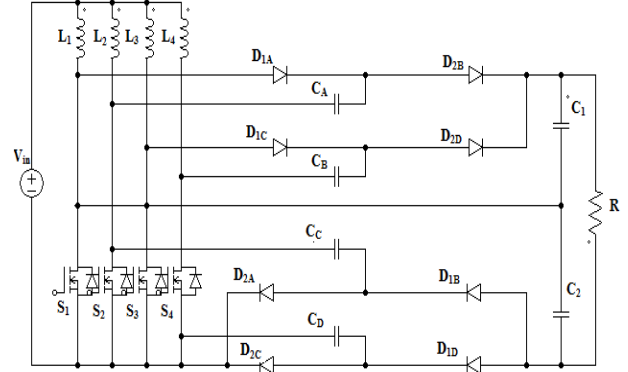 L1 L2 L3 L4
D1A
D2B
CA
C1
D1C
D2D
CB
Vin
R
CC
D2A
D1B
C2
S1 S2 S3 S4
CD
D2C
D1D